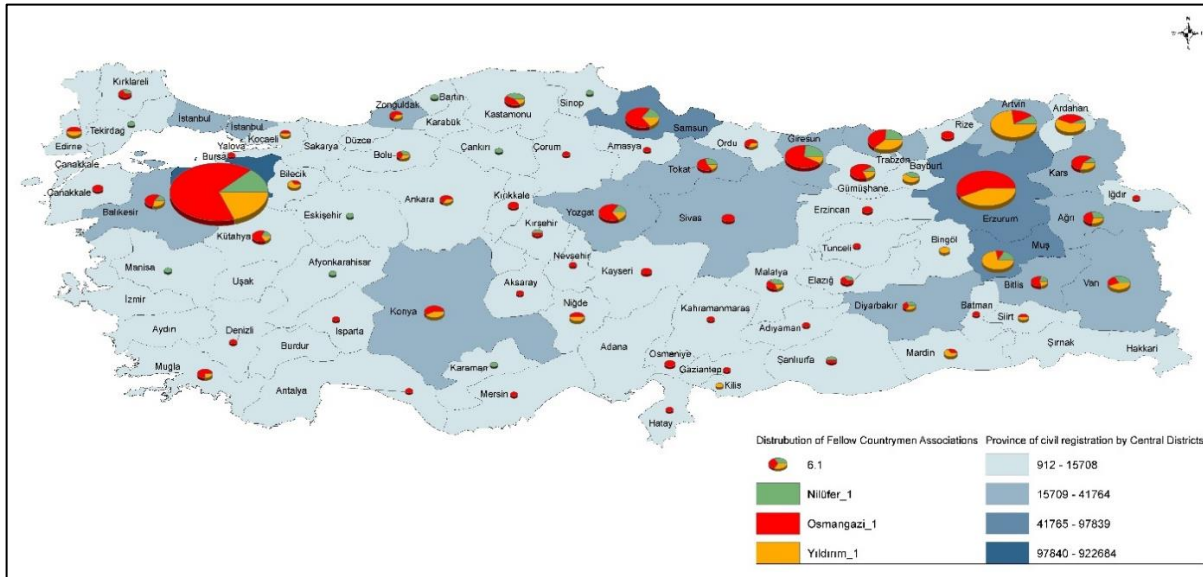 Kırklareli
Edirne
Tekirdag
İstanbul
İstanbul
Kocaeli
Yalova
Bursa
Çanakkale
Çanakkale
Balıkesir
Bilecik
Sakarya
Düzce
Bolu
Zonguldak
Bartın
Karabük
Kastamonu
Sinop
Çankırı
Çorum
Samsun
Amasya
Ordu
Tokat
Giresun
Trabzon
Gümüşhane
Bayburt
Rize
Artvin
Ardahan
Kars
Iğdır
Ağrı
Erzurum
Erzincan
Tunceli
Bingöl
Muş
Bitlis
Van
Hakkari
Şırnak
Siirt
Batman
Mardin
Diyarbakır
Elazığ
Malatya
Adıyaman
Şanlıurfa
Kilis
Gaziantep
Osmeniye
Hatay
Kahramanmaraş
Adana
Mersin
Karaman
Niğde
Kayseri
Sivas
Yozgat
Kırşehir
Nevsehir
Aksaray
Kırıkkale
Ankara
Eskişehir
Kütahya
Afyonkarahisar
Uşak
Manisa
İzmir
Aydın
Denizli
Muğla
Burdur
Isparta
Antalya
Konya
Distrubution of Fellow Countrymen Associations
6.1
Nilüfer_1
Osmangazi_1
Yıldırım_1
Province of civil registration by Central Districts
912 - 15708
15709 - 41764
41765 - 97839
97840 - 922684